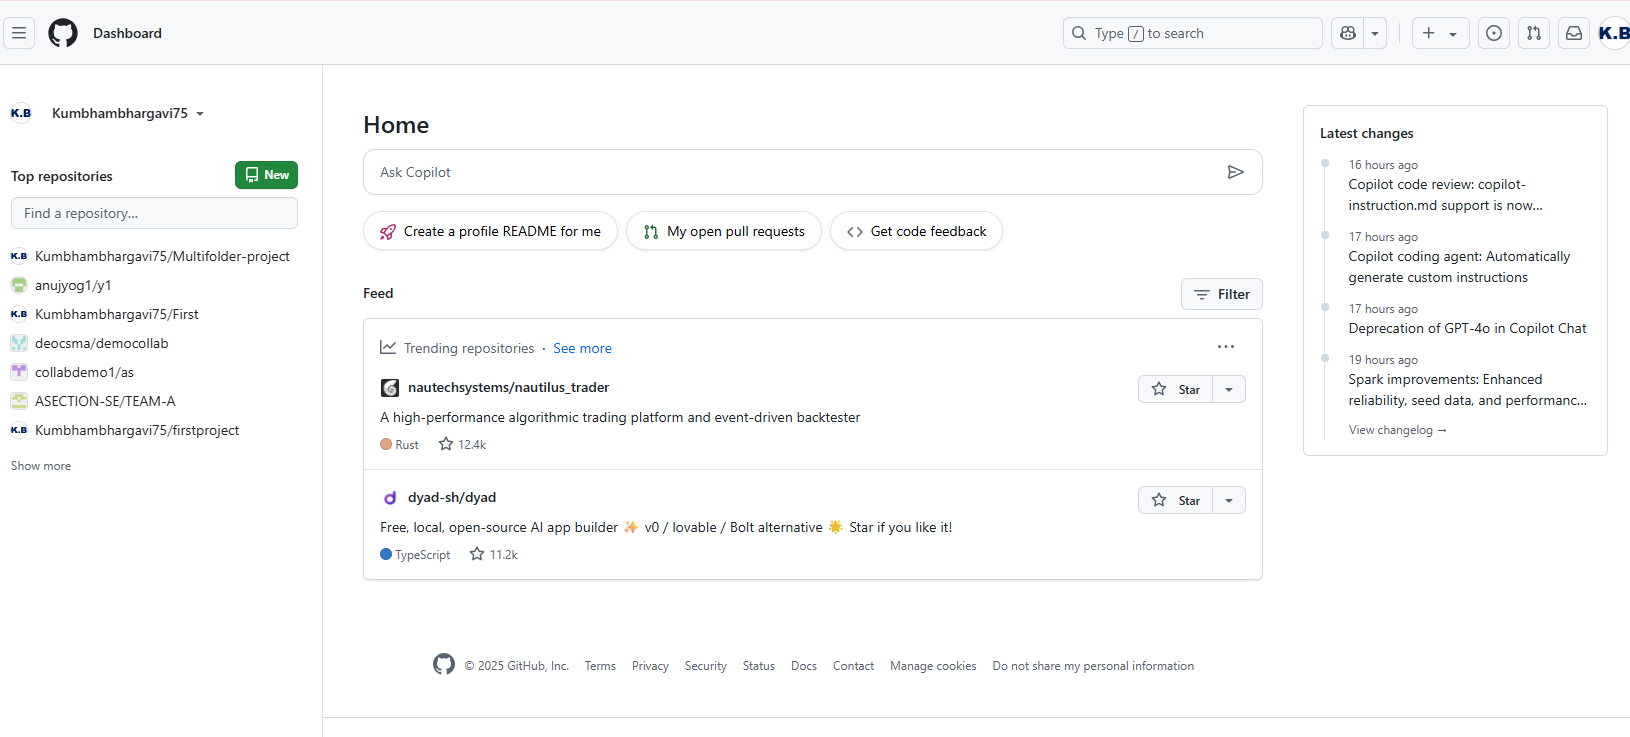 Dashboard
Type / to search
K.B
K.B Kumbhambhargavi75
Top repositories
New
Find a repository...
K.B Kumbhambhargavi75/Multifolder-project
anujyog1/y1
K.B Kumbhambhargavi75/First
deocsma/democollab
collabdemo1/as
ASECTION-SE/TEAM-A
K.B Kumbhambhargavi75/firstproject
Show more
Home
Ask Copilot
Create a profile README for me
My open pull requests
Get code feedback
Feed
Filter
Trending repositories · See more
nautechsystems/nautilus_trader
Star
A high-performance algorithmic trading platform and event-driven backtester
Rust 12.4k
d dyad-sh/dyad
Star
Free, local, open-source AI app builder ✨ v0 / lovable / Bolt alternative 🌟 Star if you like it!
TypeScript 11.2k
Latest changes
16 hours ago
Copilot code review: copilot-
instruction.md support is now...
17 hours ago
Copilot coding agent: Automatically
generate custom instructions
17 hours ago
Deprecation of GPT-4o in Copilot Chat
19 hours ago
Spark improvements: Enhanced
reliability, seed data, and performanc...
View changelog →
© 2025 GitHub, Inc. Terms Privacy Security Status Docs Contact Manage cookies Do not share my personal information